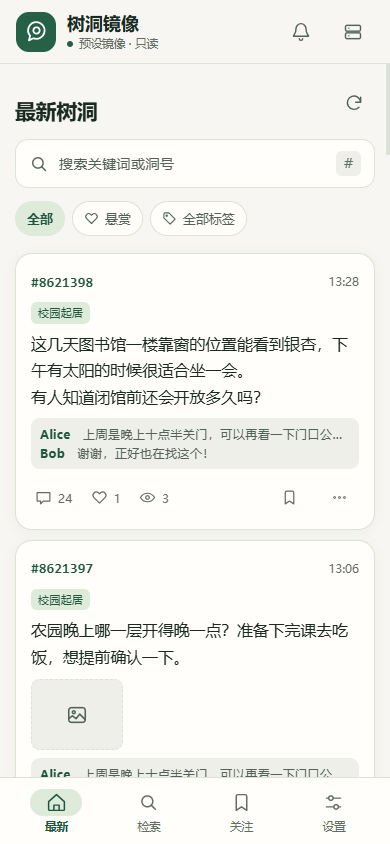 树洞镜像
预设镜像 · 只读
最新树洞
搜索关键词或洞号
#
全部
悬赏
全部标签
#8621398
13:28
校园起居
这几天图书馆一楼靠窗的位置能看到银杏，下
午有太阳的时候很适合坐一会。
有人知道闭馆前还会开放多久吗？
Alice 上周是晚上十点半关门，可以再看一下门口公...
Bob 谢谢，正好也在找这个！
24
1
3
#8621397
13:06
校园起居
农园晚上哪一层开得晚一点？准备下完课去吃
饭，想提前确认一下。
Alice 上周是晚上十点半关门，可以再看一下门口公...
最新
检索
关注
设置